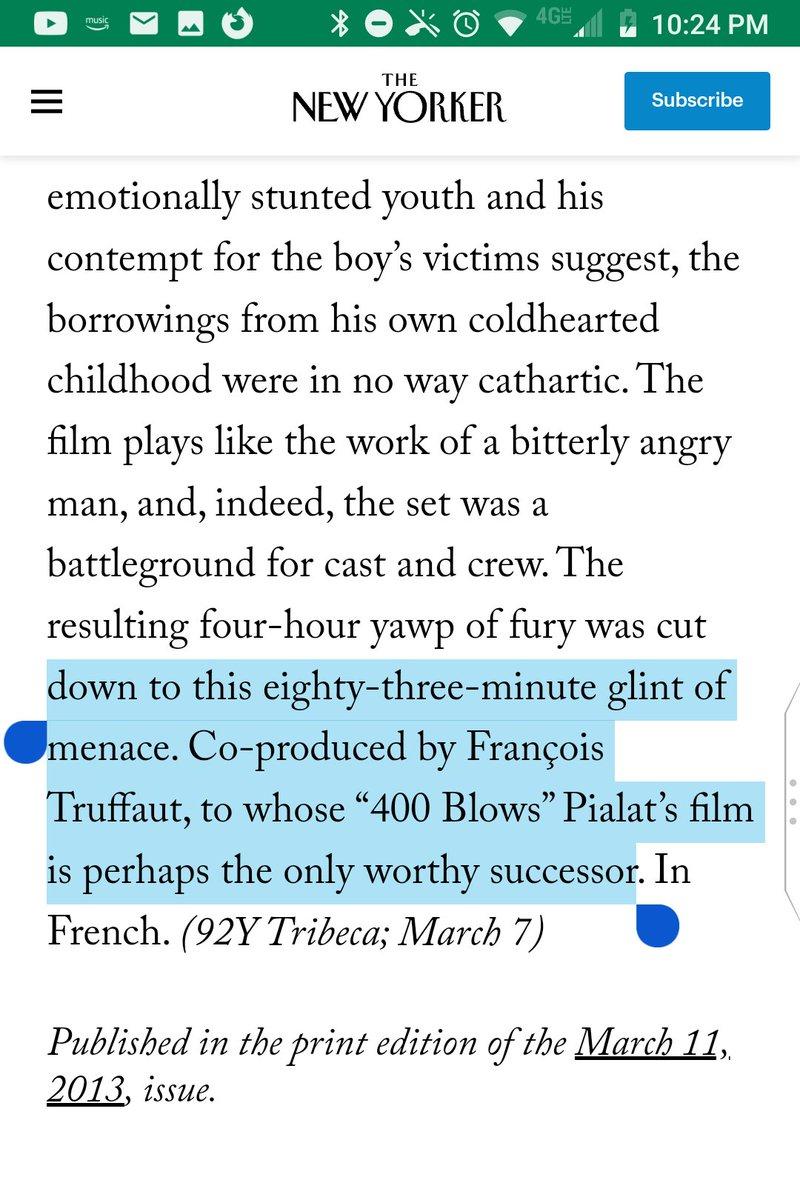 music
4G LTE
10:24 PM
THE
NEW YORKER
Subscribe
emotionally stunted youth and his
contempt for the boy’s victims suggest, the
borrowings from his own coldhearted
childhood were in no way cathartic. The
film plays like the work of a bitterly angry
man, and, indeed, the set was a
battleground for cast and crew. The
resulting four-hour yawp of fury was cut
down to this eighty-three-minute glint of
menace. Co-produced by François
Truffaut, to whose “400 Blows” Pialat’s film
is perhaps the only worthy successor. In
French. (92Y Tribeca; March 7)
Published in the print edition of the March 11,
2013, issue.